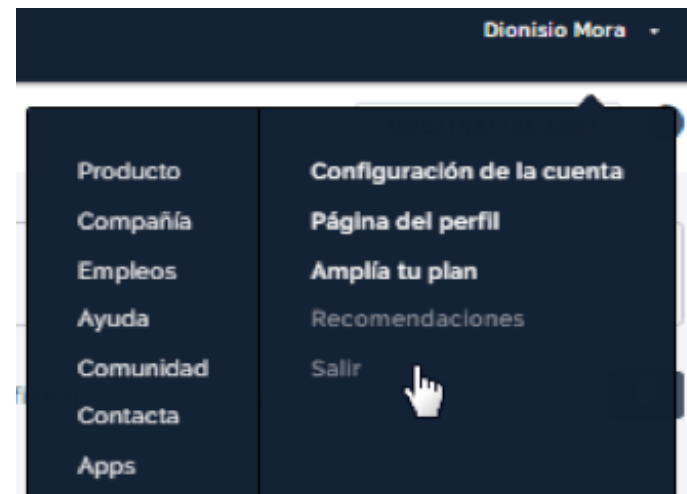 Dionisio Mora
Producto
Compañía
Empleos
Ayuda
Comunidad
Contacta
Apps
Configuración de la cuenta
Página del perfil
Amplía tu plan
Recomendaciones
Salir